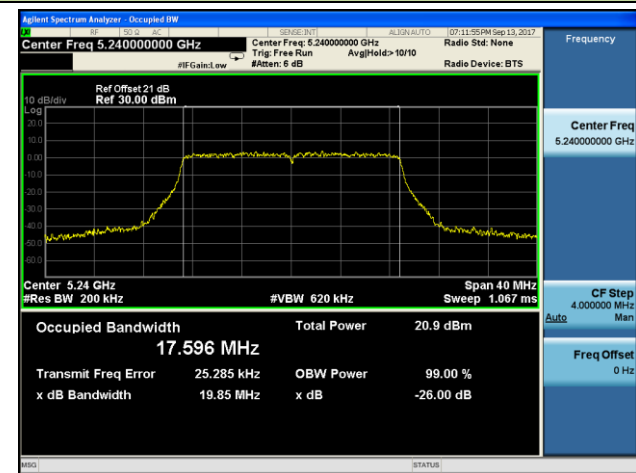 Agilent Spectrum Analyzer - Occupied BW
LXI RF 50 Ω AC SENSE:INT ALIGN AUTO 07:11:55PM Sep 13, 2017
Center Freq 5.240000000 GHz Center Freq: 5.240000000 GHz Radio Std: None Frequency
Trig: Free Run Avg|Hold:>10/10
#IFGain:Low #Atten: 6 dB Radio Device: BTS
Ref Offset 21 dB
10 dB/div Ref 30.00 dBm
Log
20.0
10.0
0.00
-10.0
-20.0
-30.0
-40.0
-50.0
-60.0
Center Freq
5.240000000 GHz
Center 5.24 GHz Span 40 MHz
#Res BW 200 kHz #VBW 620 kHz Sweep 1.067 ms
CF Step
4.000000 MHz
Auto Man
Occupied Bandwidth Total Power 20.9 dBm
17.596 MHz
Transmit Freq Error 25.285 kHz OBW Power 99.00 %
x dB Bandwidth 19.85 MHz x dB -26.00 dB
Freq Offset
0 Hz
MSG STATUS